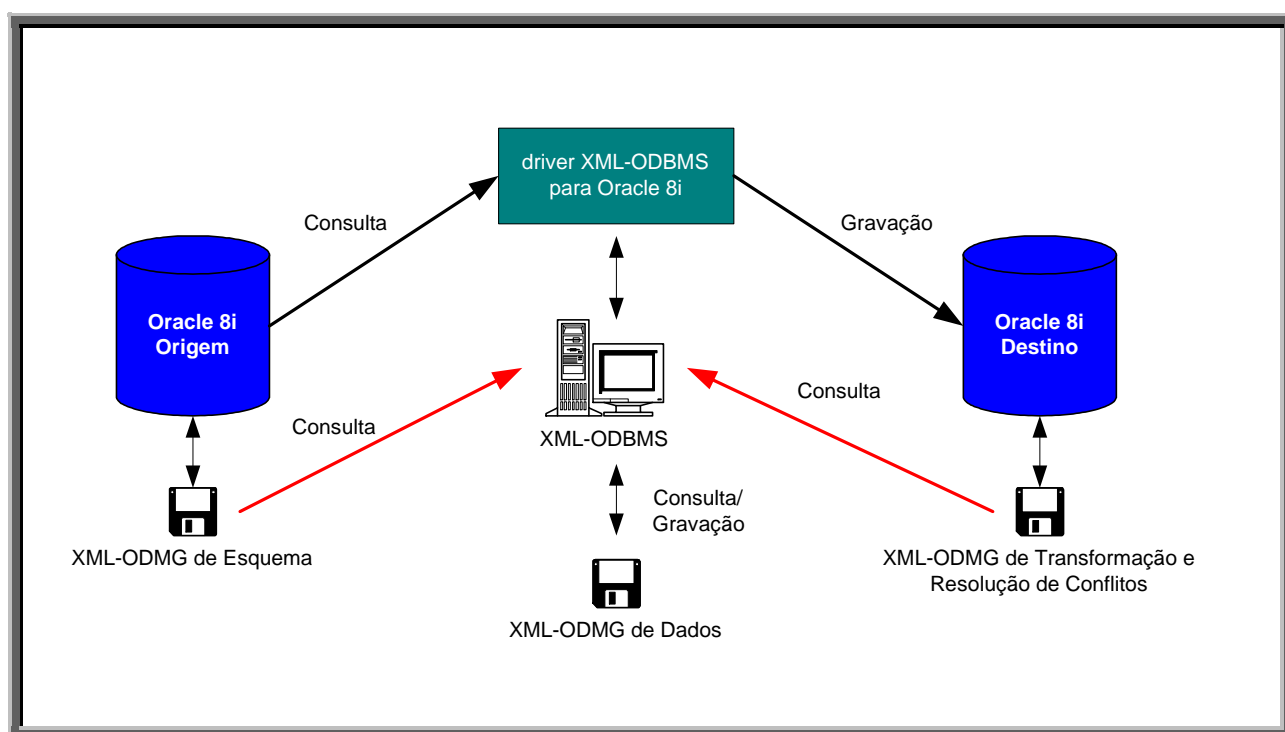 driver XML-ODBMS
para Oracle 8i
Consulta
Gravação
Oracle 8i
Origem
Oracle 8i
Destino
Consulta
Consulta
XML-ODBMS
Consulta/
Gravação
XML-ODMG de Esquema
XML-ODMG de Transformação e
Resolução de Conflitos
XML-ODMG de Dados